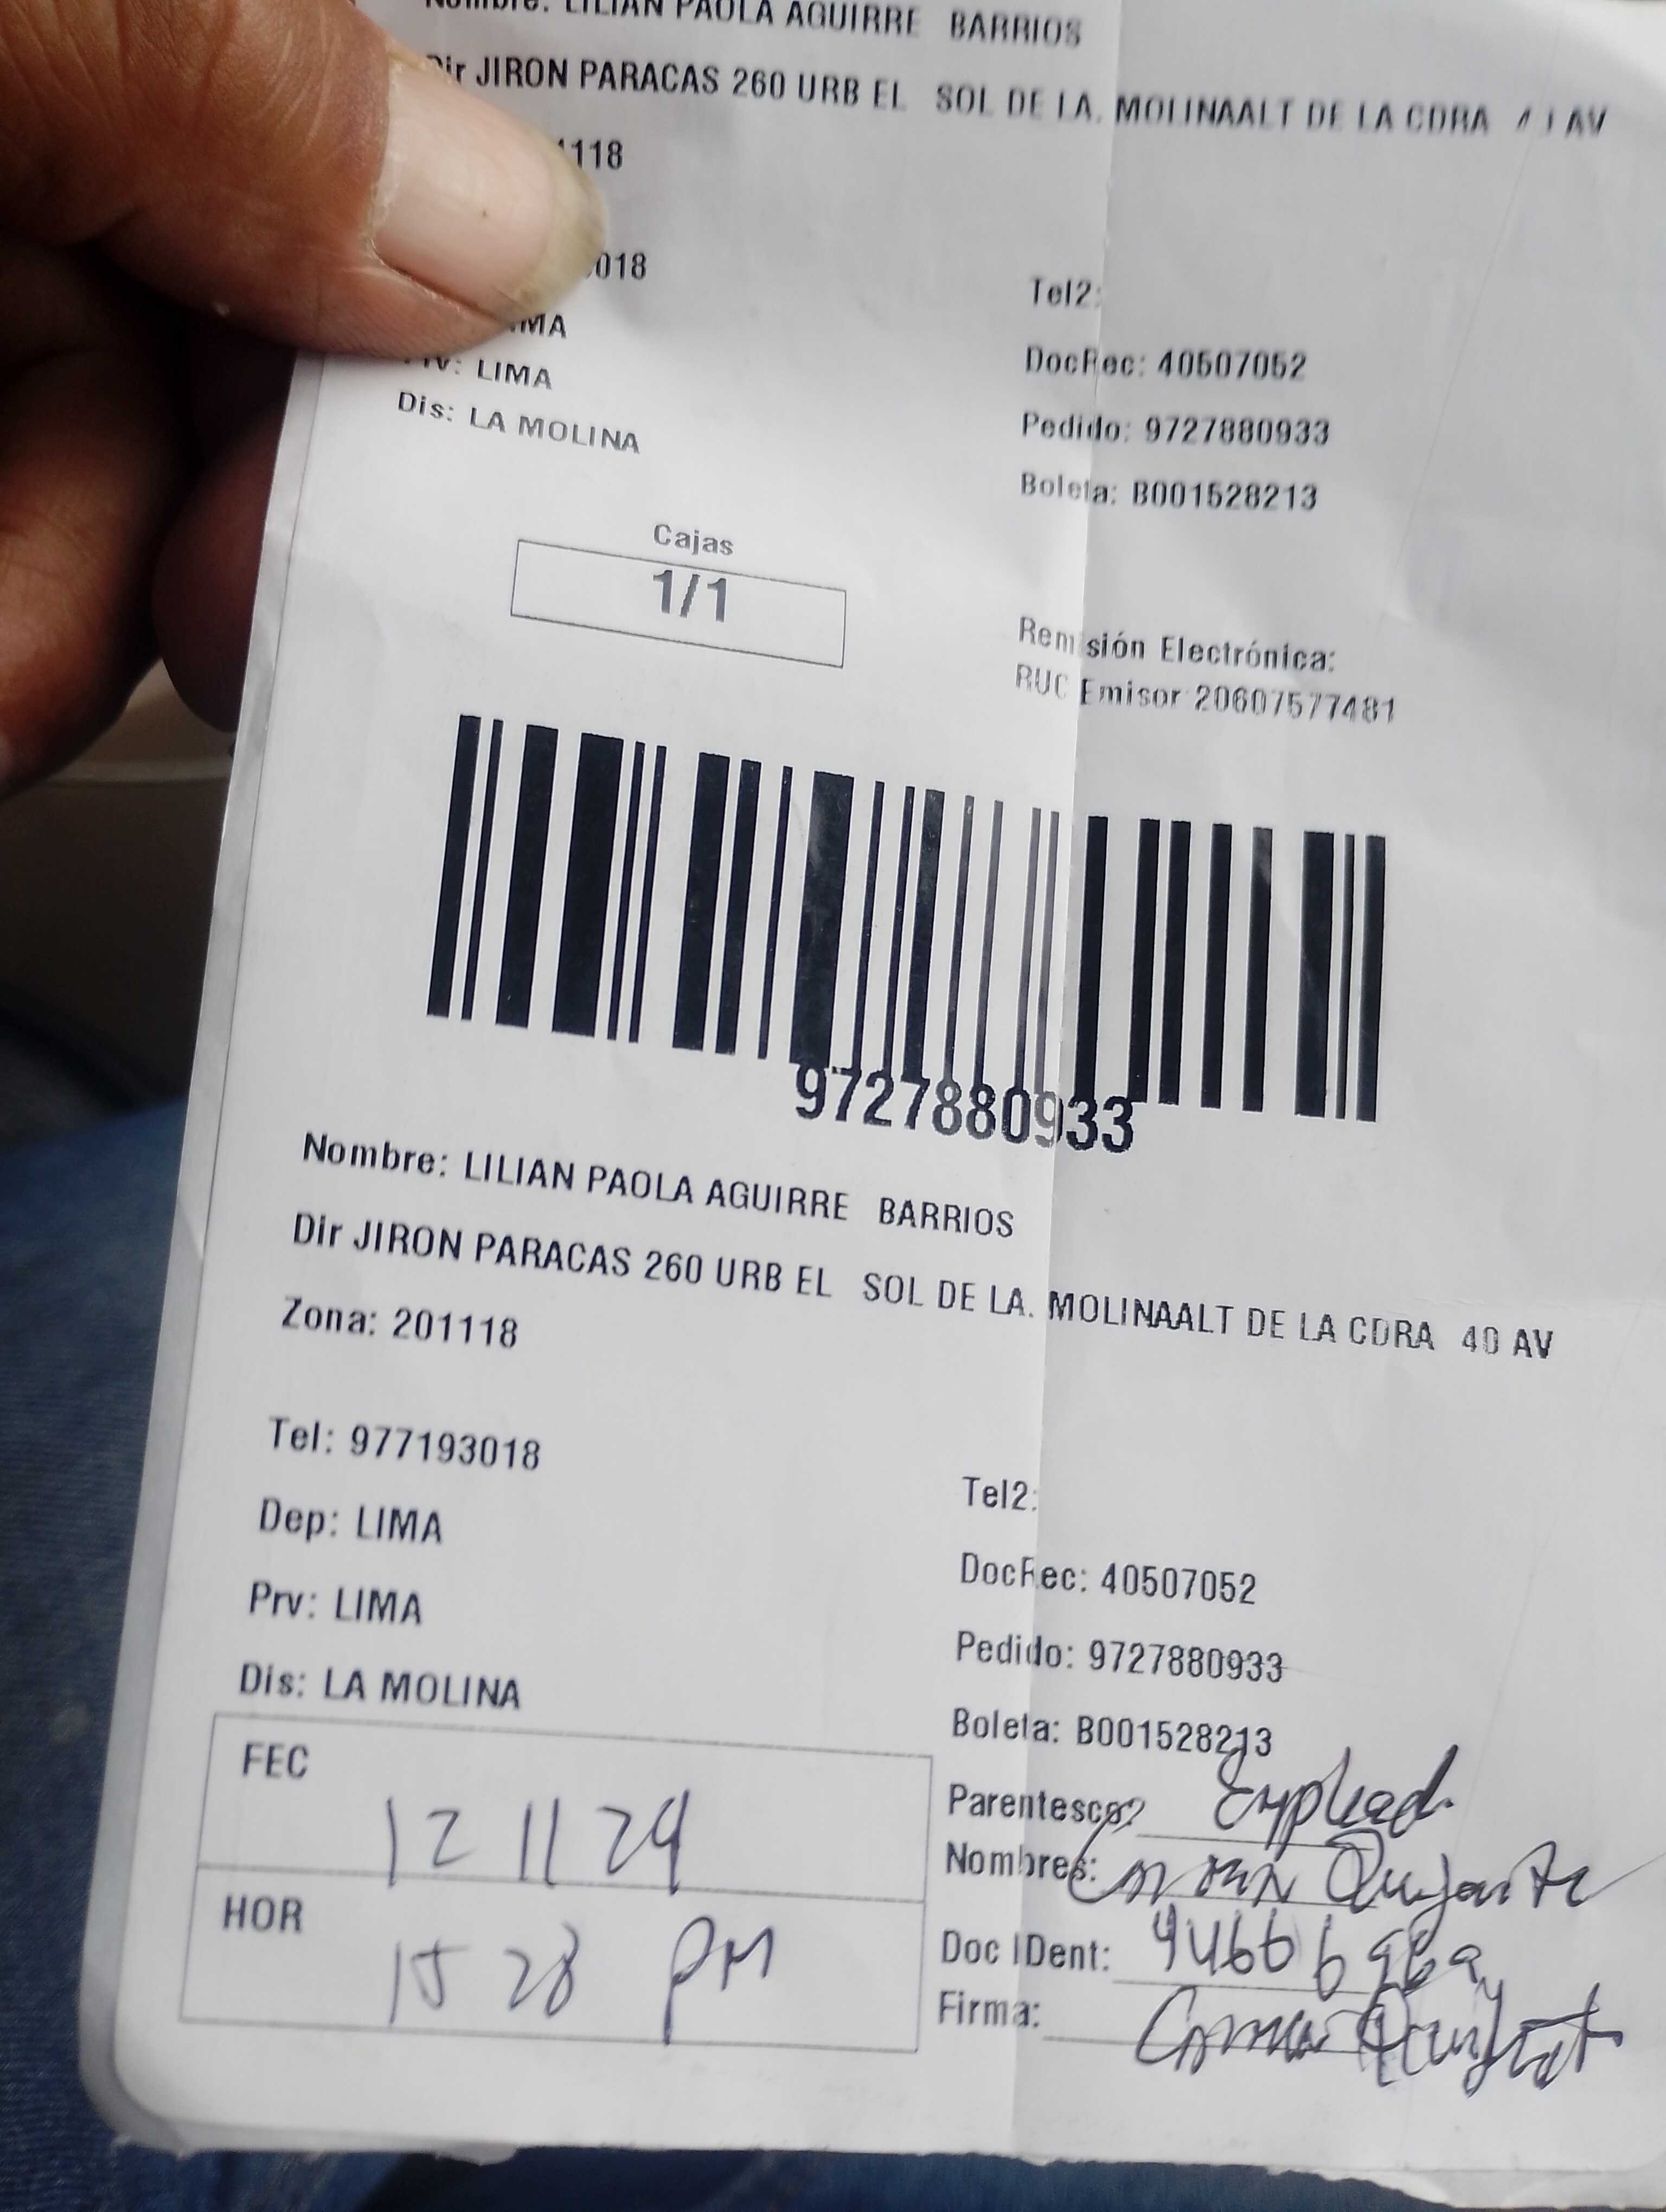 Nombre: LILIAN PAOLA AGUIRRE BARRIOS
Dir JIRON PARACAS 260 URB EL SOL DE LA. MOLINAALT DE LA CDRA AV
1118
018
Tel2:
IMA
DocRec: 40507052
LIMA
Pedido: 9727880933
Dis: LA MOLINA
Boleta: B001528213
Cajas
1/1
Remisión Electrónica:
RUC Emisor 20607577481
9727880933
Nombre: LILIAN PAOLA AGUIRRE BARRIOS
Dir JIRON PARACAS 260 URB EL SOL DE LA. MOLINAALT DE LA CDRA 40 AV
Zona: 201118
Tel: 977193018
Tel2:
Dep: LIMA
DocRec: 40507052
Prv: LIMA
Pedido: 9727880933
Dis: LA MOLINA
Boleta: B001528213
FEC 12 11 24
Parentesco?
Nombres:
HOR 15 28 PM
Doc IDent:
Firma: